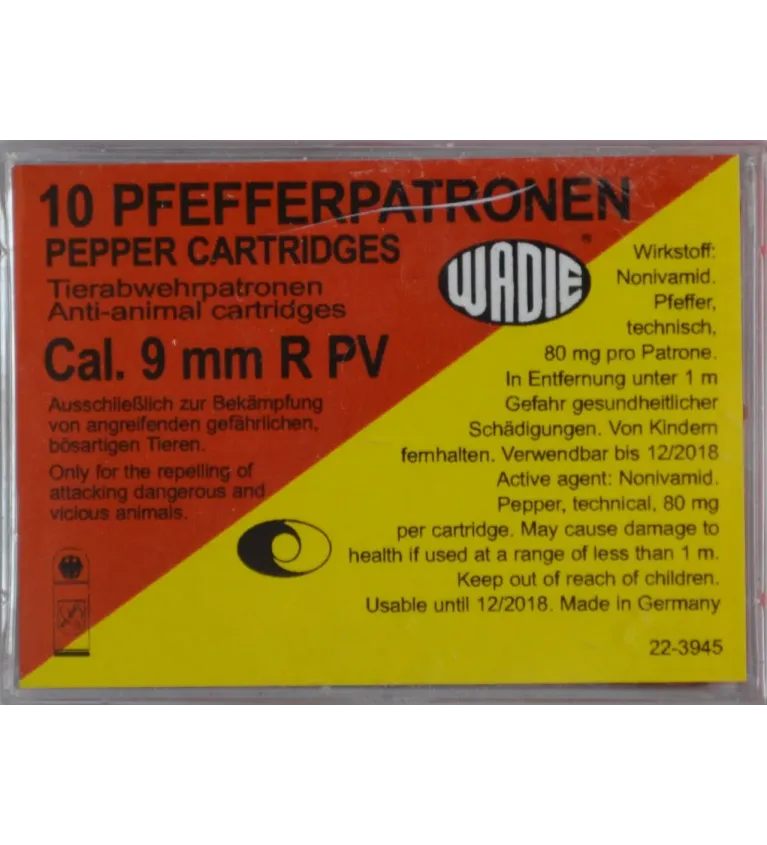 10 PFEFFERPATRONEN
PEPPER CARTRIDGES
Tierabwehrpatronen
Anti-animal cartridges
Cal. 9 mm R PV
Ausschließlich zur Bekämpfung
von angreifenden gefährlichen,
bösartigen Tieren.
Only for the repelling of
attacking dangerous and
vicious animals.
WADIE
®
Wirkstoff:
Nonivamid.
Pfeffer,
technisch,
80 mg pro Patrone.
In Entfernung unter 1 m
Gefahr gesundheitlicher
Schädigungen. Von Kindern
fernhalten. Verwendbar bis 12/2018
Active agent: Nonivamid.
Pepper, technical, 80 mg
per cartridge. May cause damage to
health if used at a range of less than 1 m.
Keep out of reach of children.
Usable until 12/2018. Made in Germany
22-3945